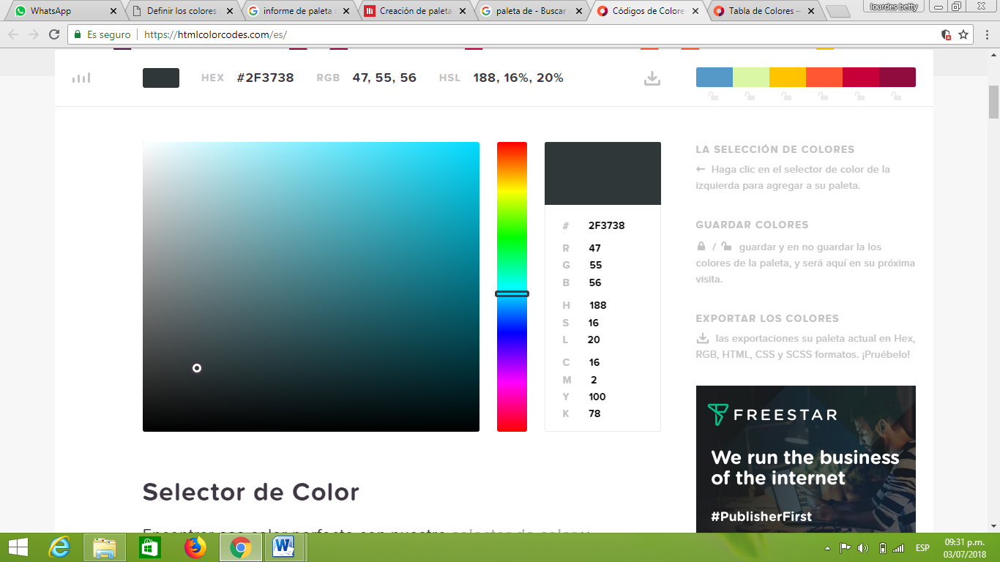 WhatsApp
Definir los colores
informe de paleta d
Creación de paleta
paleta de - Buscar
Códigos de Colore
Tabla de Colores –
lourdes betty
Es seguro
https://htmlcolorcodes.com/es/
HEX #2F3738 RGB 47, 55, 56 HSL 188, 16%, 20%
# 2F3738
R 47
G 55
B 56
H 188
S 16
L 20
C 16
M 2
Y 100
K 78
LA SELECCIÓN DE COLORES
← Haga clic en el selector de color de la
izquierda para agregar a su paleta.
GUARDAR COLORES
/ guardar y en no guardar la los
colores de la paleta, y será aquí en su próxima
visita.
EXPORTAR LOS COLORES
las exportaciones su paleta actual en Hex,
RGB, HTML, CSS y SCSS formatos. ¡Pruébelo!
FREESTAR
We run the business
of the internet
#PublisherFirst
Selector de Color
Encontrar ese color perfecto con nuestro selector de color y
ESP
09:31 p.m.
03/07/2018